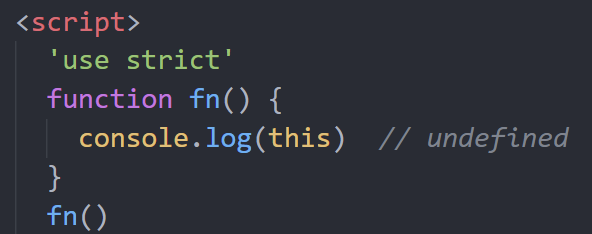 <script>
'use strict'
function fn() {
console.log(this) // undefined
}
fn()